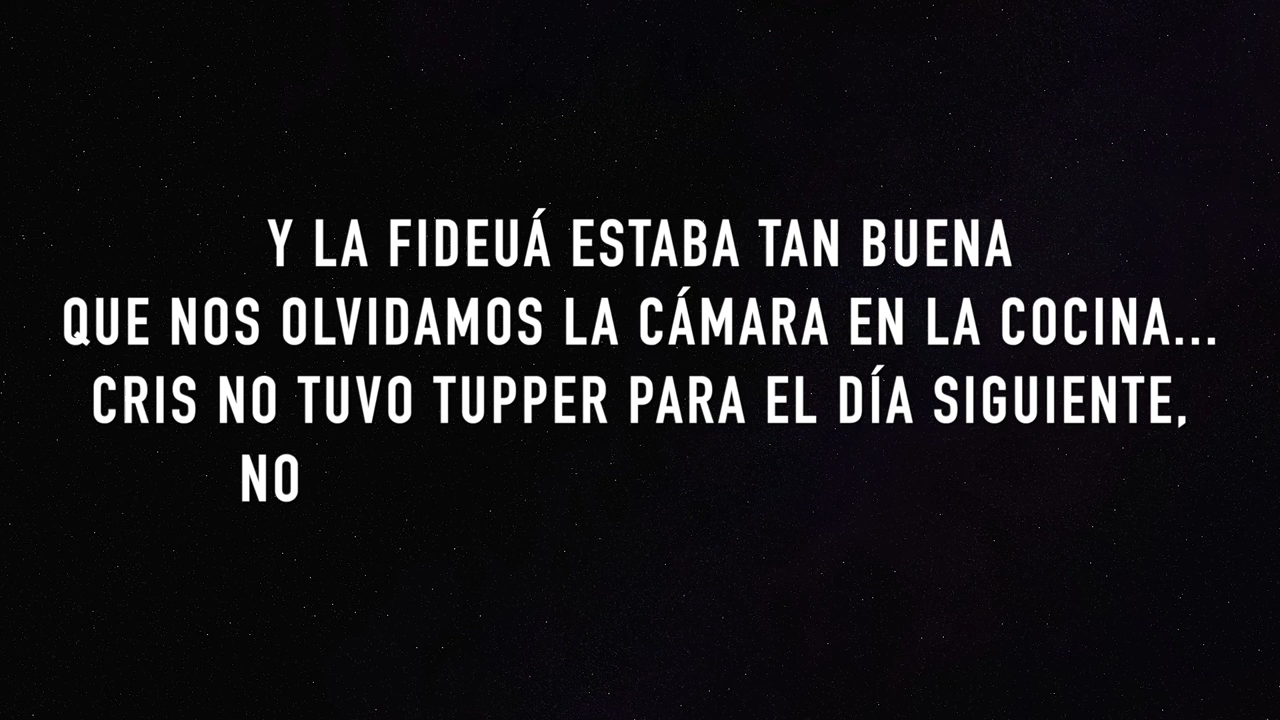 Y LA FIDEUÁ ESTABA TAN BUENA
QUE NOS OLVIDAMOS LA CÁMARA EN LA COCINA...
CRIS NO TUVO TUPPER PARA EL DÍA SIGUIENTE,
NO